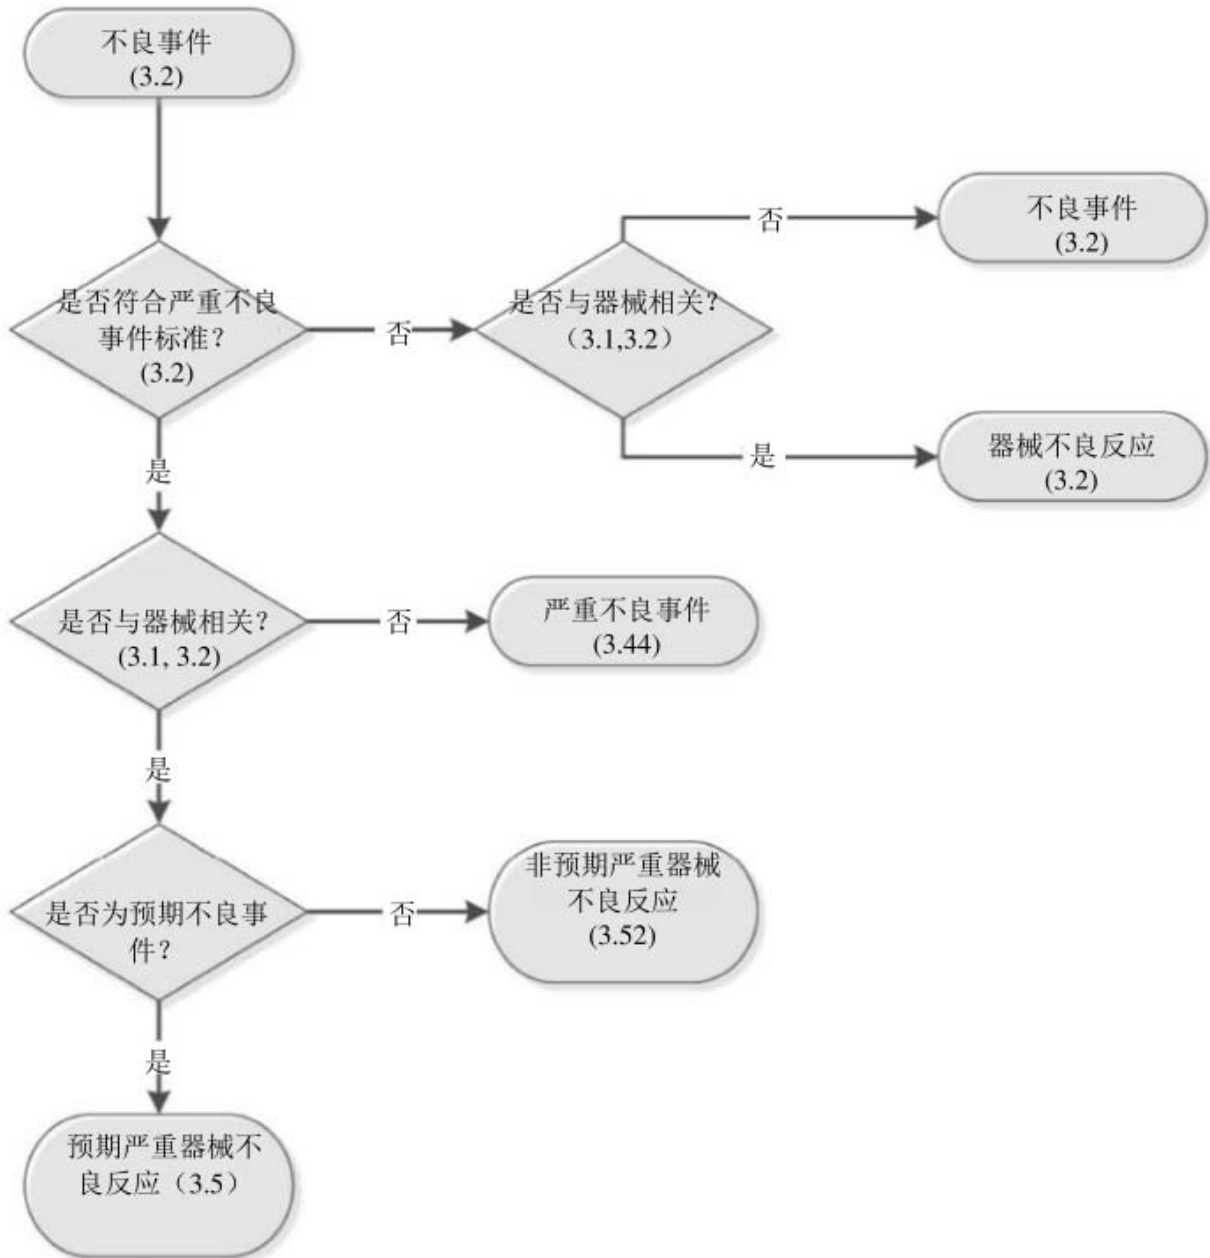 不良事件
(3.2)
不良事件
(3.2)
否
是否符合严重不良
事件标准？
(3.2)
否
是否与器械相关？
（3.1,3.2）
是
器械不良反应
(3.2)
是
是否与器械相关？
(3.1, 3.2)
否
严重不良事件
(3.44)
是
是否为预期不良事
件？
否
非预期严重器械
不良反应
(3.52)
是
预期严重器械不
良反应（3.5）